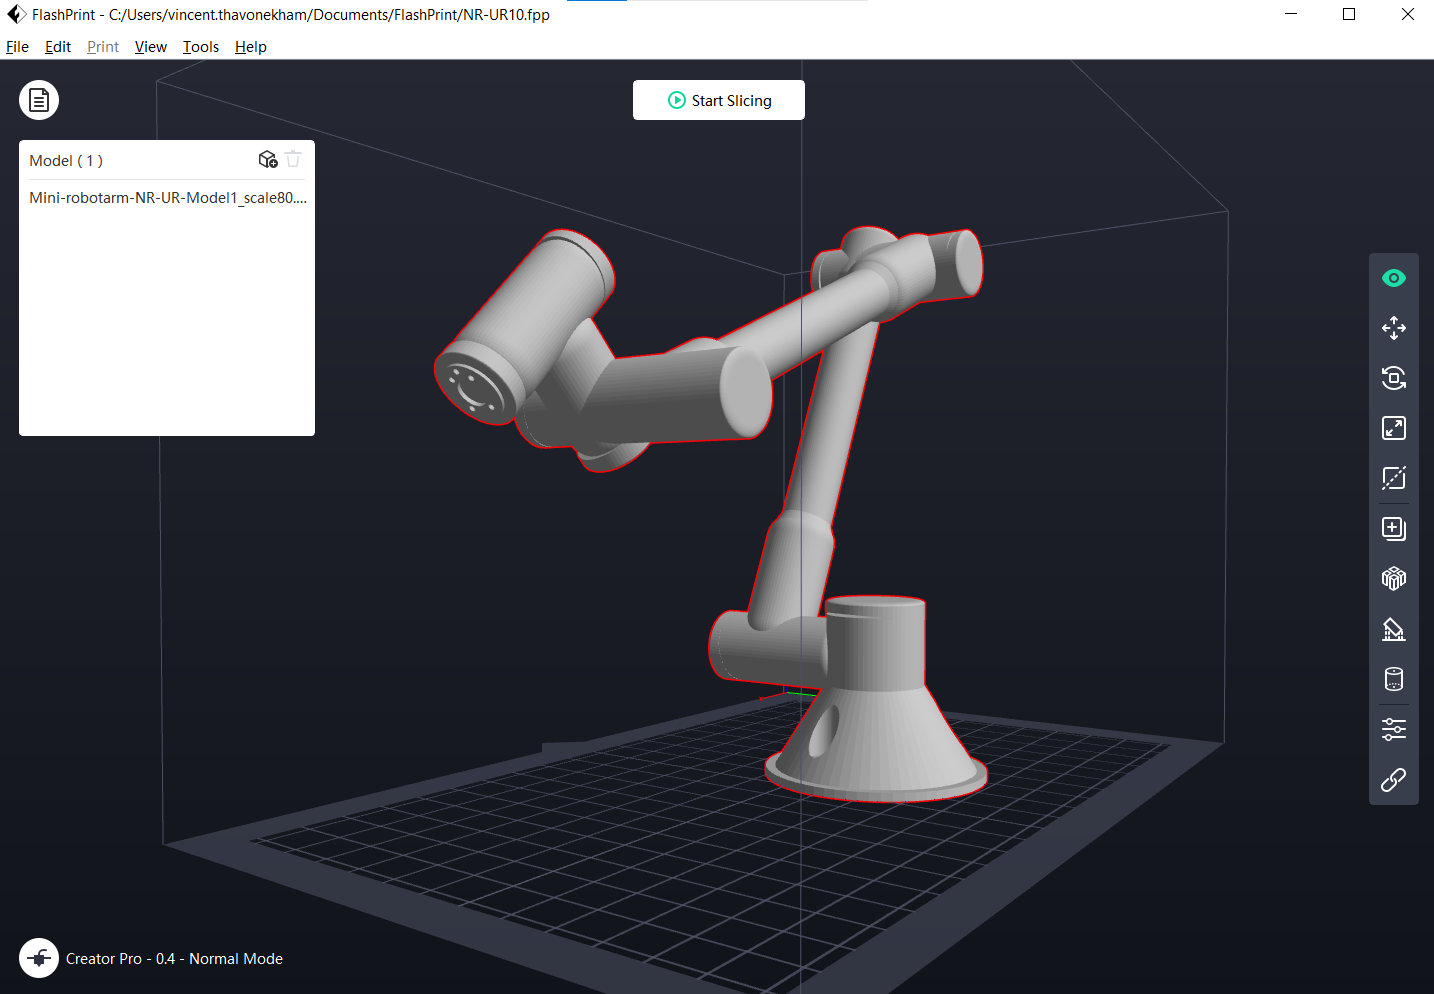 FlashPrint - C:/Users/vincent.thavonekham/Documents/FlashPrint/NR-UR10.fpp
File Edit Print View Tools Help
Start Slicing
Model ( 1 )
Mini-robotarm-NR-UR-Model1_scale80....
Creator Pro - 0.4 - Normal Mode